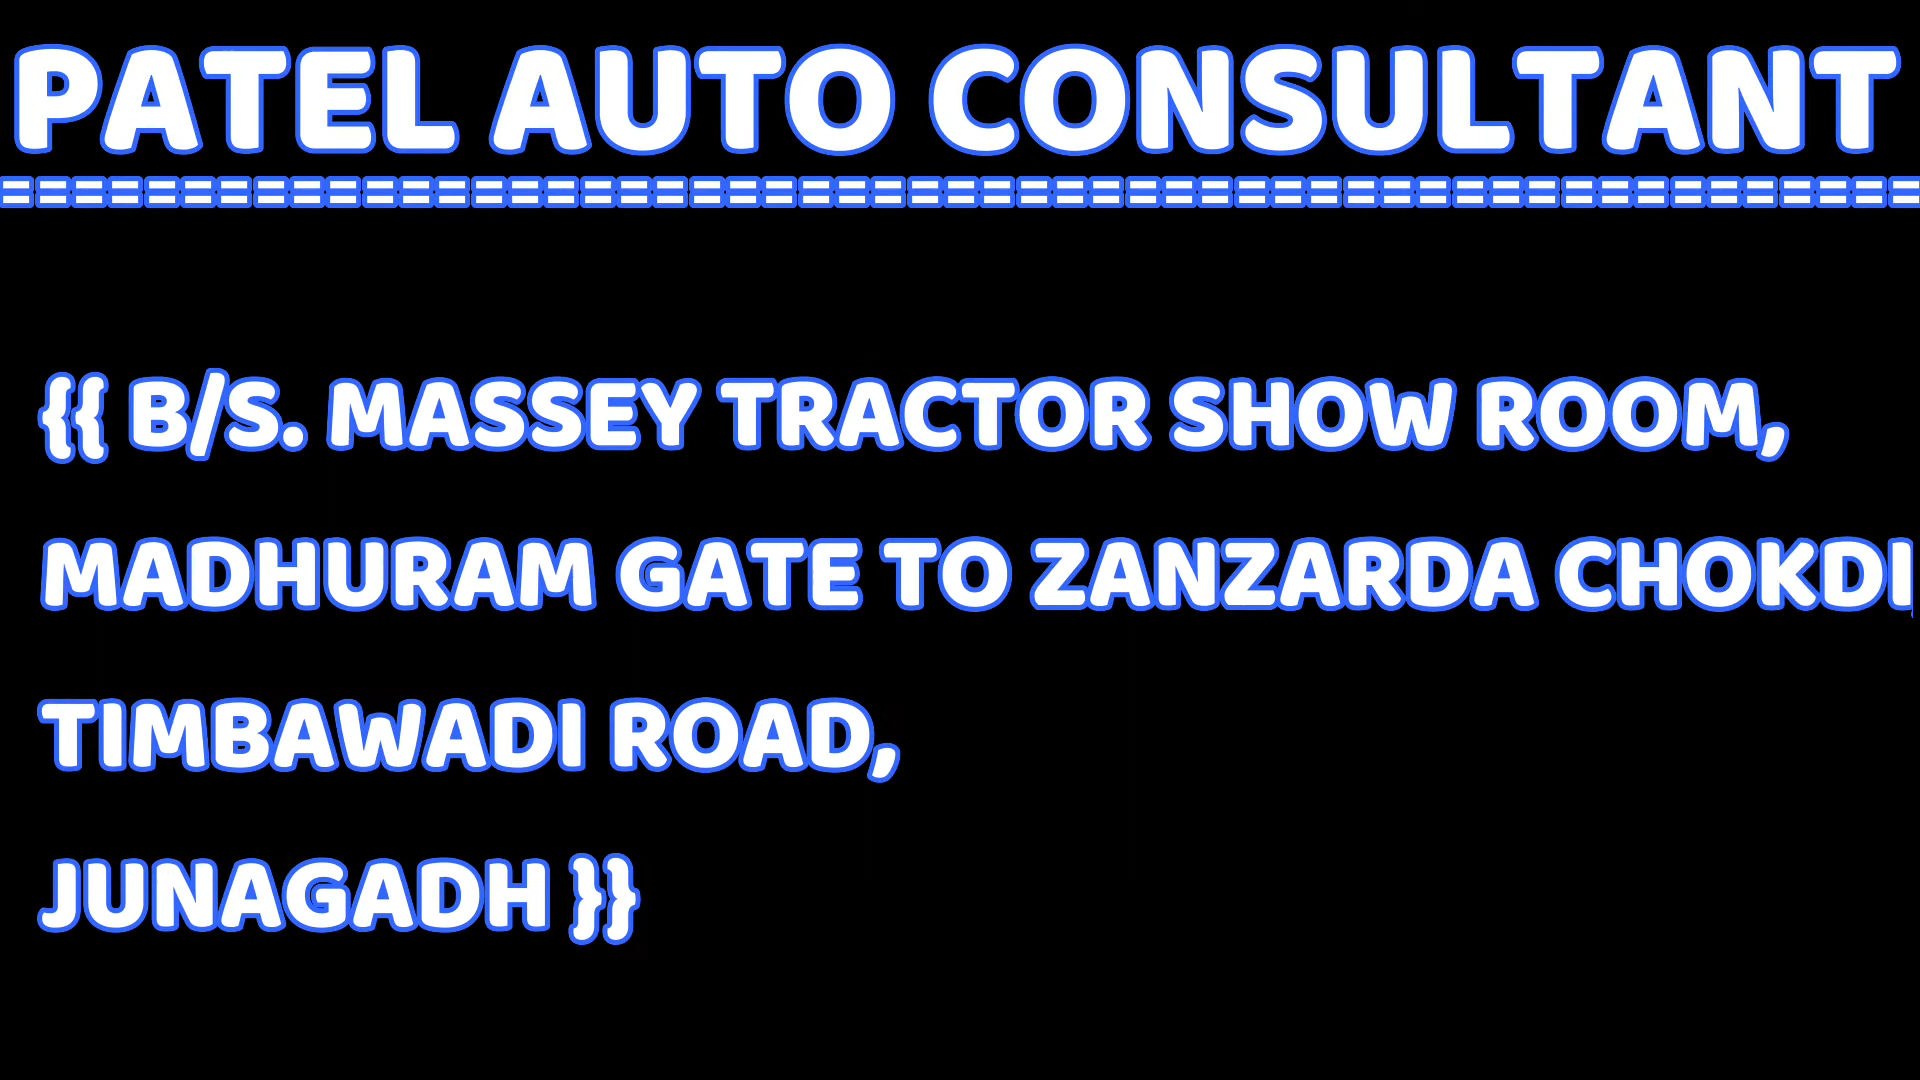 PATEL AUTO CONSULTANT
=====================================================
{{ B/S. MASSEY TRACTOR SHOW ROOM,
MADHURAM GATE TO ZANZARDA CHOKDI,
TIMBAWADI ROAD,
JUNAGADH }}